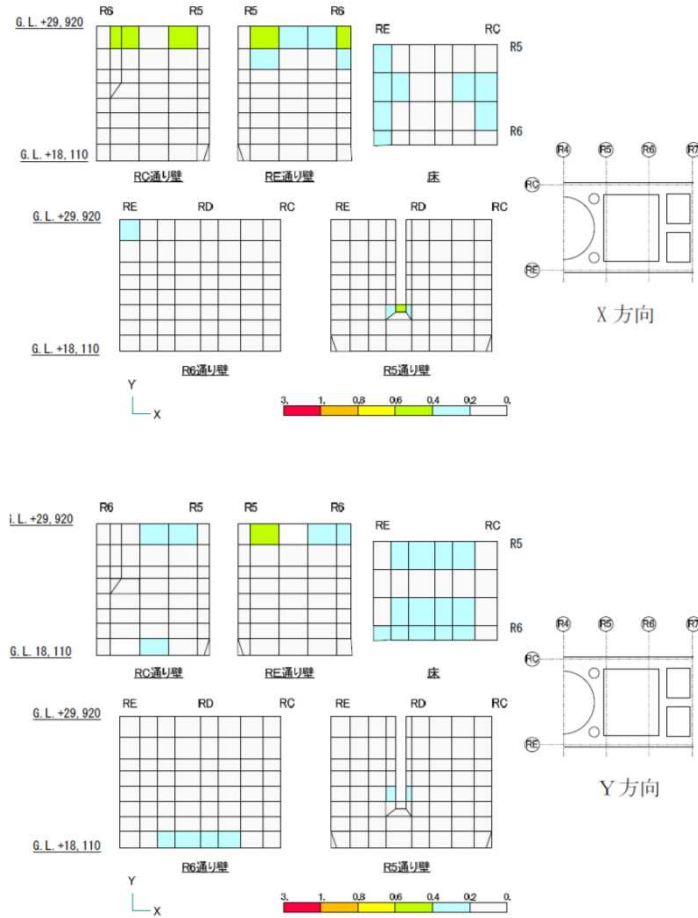 R6 R5 R5 R6
G.L.+29,920
RE RC
R5
R6
G.L.+18,110
RC通り壁 RE通り壁 床
R4 R5 R6 R7
RC
RE
X方向
RE RD RC RE RD RC
G.L.+29.920
G.L.+18,110
R6通り壁 R5通り壁
Y
X
3. 1. 0.8 0.6 0.4 0.2 0.
R6 R5 R5 R6
.L.+29,920
RE RC
R5
R6
G.L.18,110
RC通り壁 RE通り壁 床
R4 R5 R6 R7
RC
RE
Y方向
RE RD RC RE RD RC
G.L.+29,920
G.L.+18,110
R6通り壁 R5通り壁
Y
X
3. 1. 0.8 0.6 0.4 0.2 0.